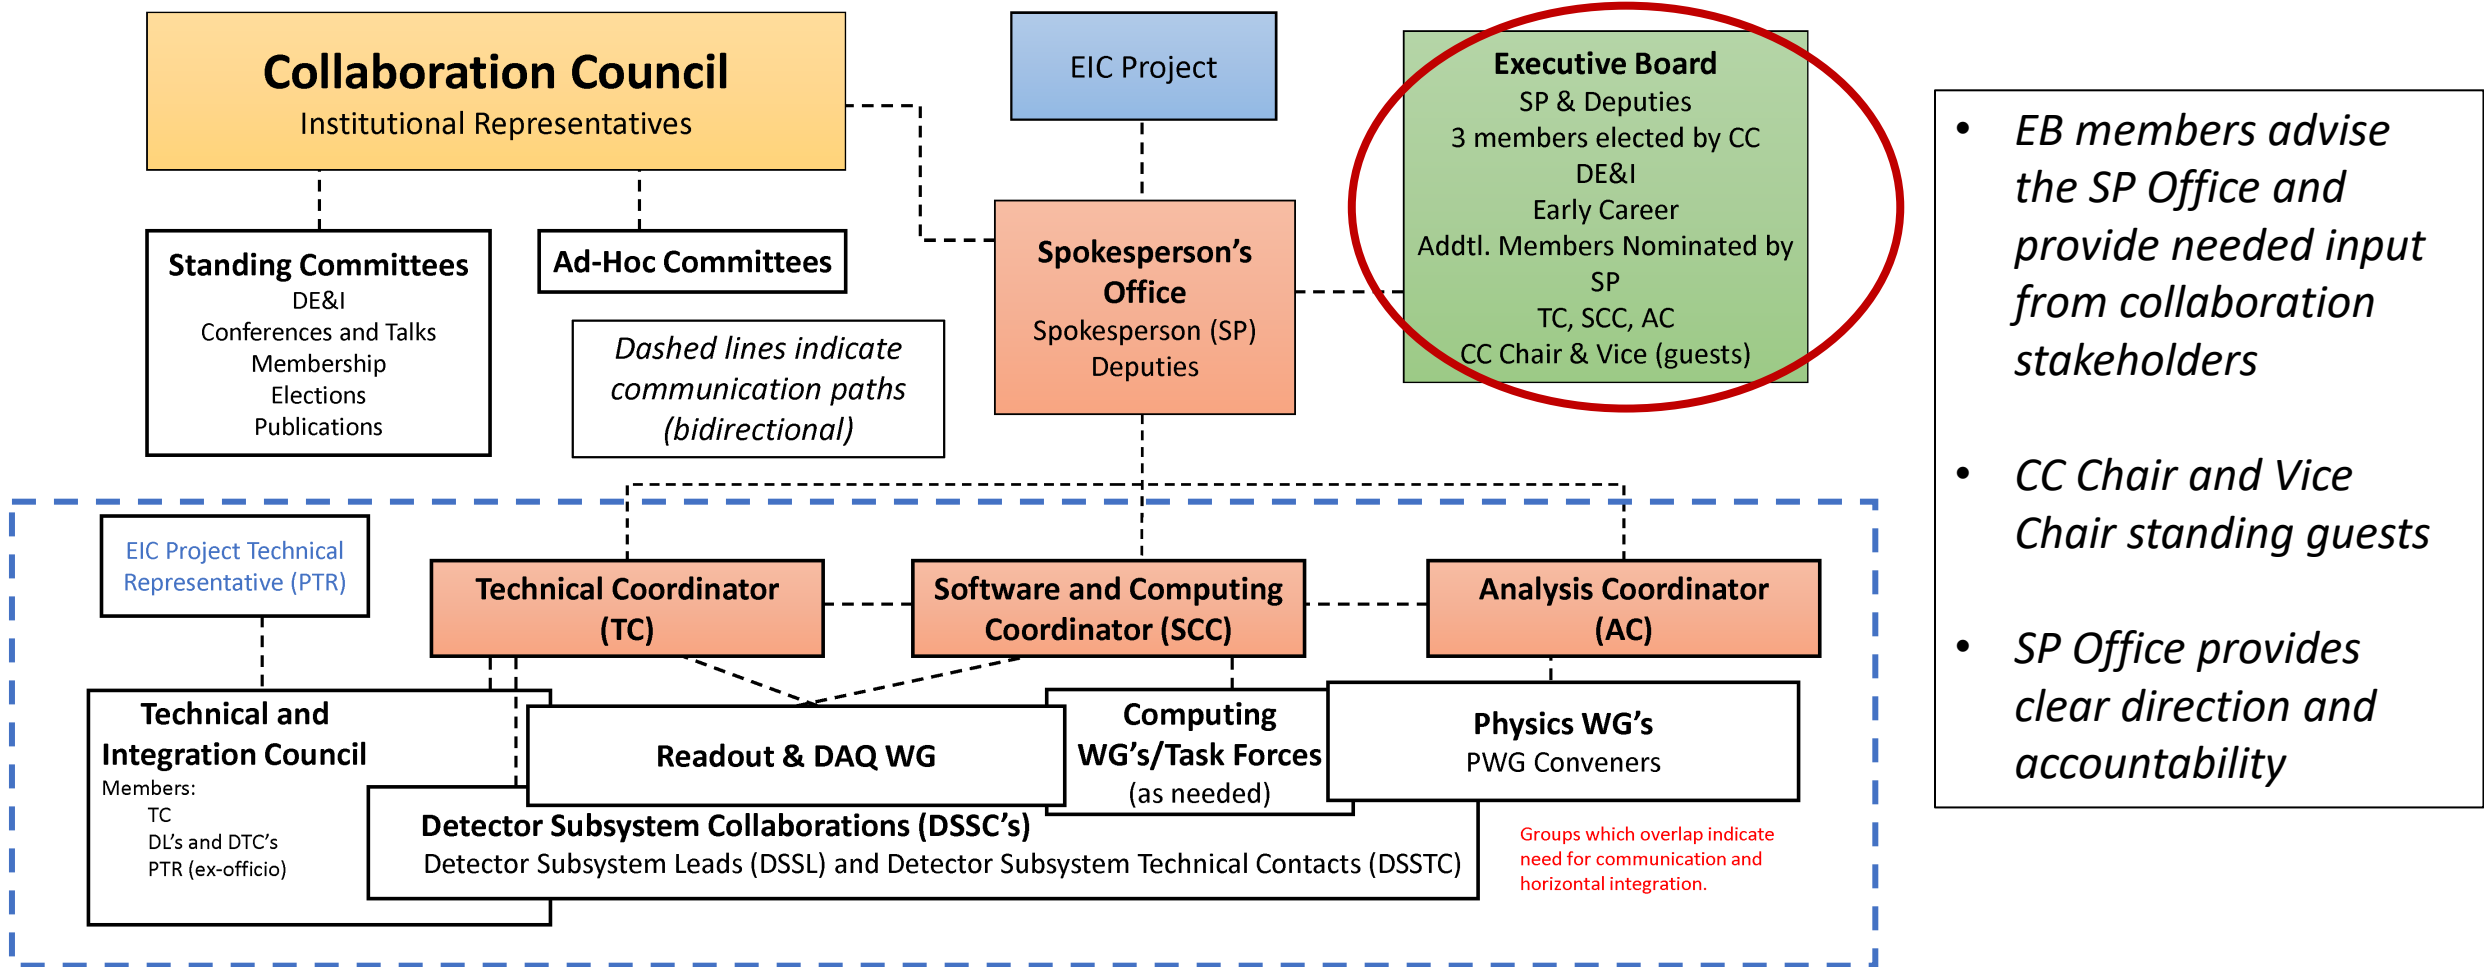 Collaboration Council
Institutional Representatives
EIC Project
Executive Board
SP & Deputies
3 members elected by CC
DE&I
Early Career
Addtl. Members Nominated by
SP
TC, SCC, AC
CC Chair & Vice (guests)
Standing Committees
DE&I
Conferences and Talks
Membership
Elections
Publications
Ad-Hoc Committees
Dashed lines indicate
communication paths
(bidirectional)
Spokesperson’s
Office
Spokesperson (SP)
Deputies
• EB members advise
the SP Office and
provide needed input
from collaboration
stakeholders
• CC Chair and Vice
Chair standing guests
• SP Office provides
clear direction and
accountability
EIC Project Technical
Representative (PTR)
Technical Coordinator
(TC)
Software and Computing
Coordinator (SCC)
Analysis Coordinator
(AC)
Technical and
Integration Council
Members:
TC
DL’s and DTC’s
PTR (ex-officio)
Readout & DAQ WG
Computing
WG’s/Task Forces
(as needed)
Physics WG’s
PWG Conveners
Detector Subsystem Collaborations (DSSC’s)
Detector Subsystem Leads (DSSL) and Detector Subsystem Technical Contacts (DSSTC)
Groups which overlap indicate
need for communication and
horizontal integration.